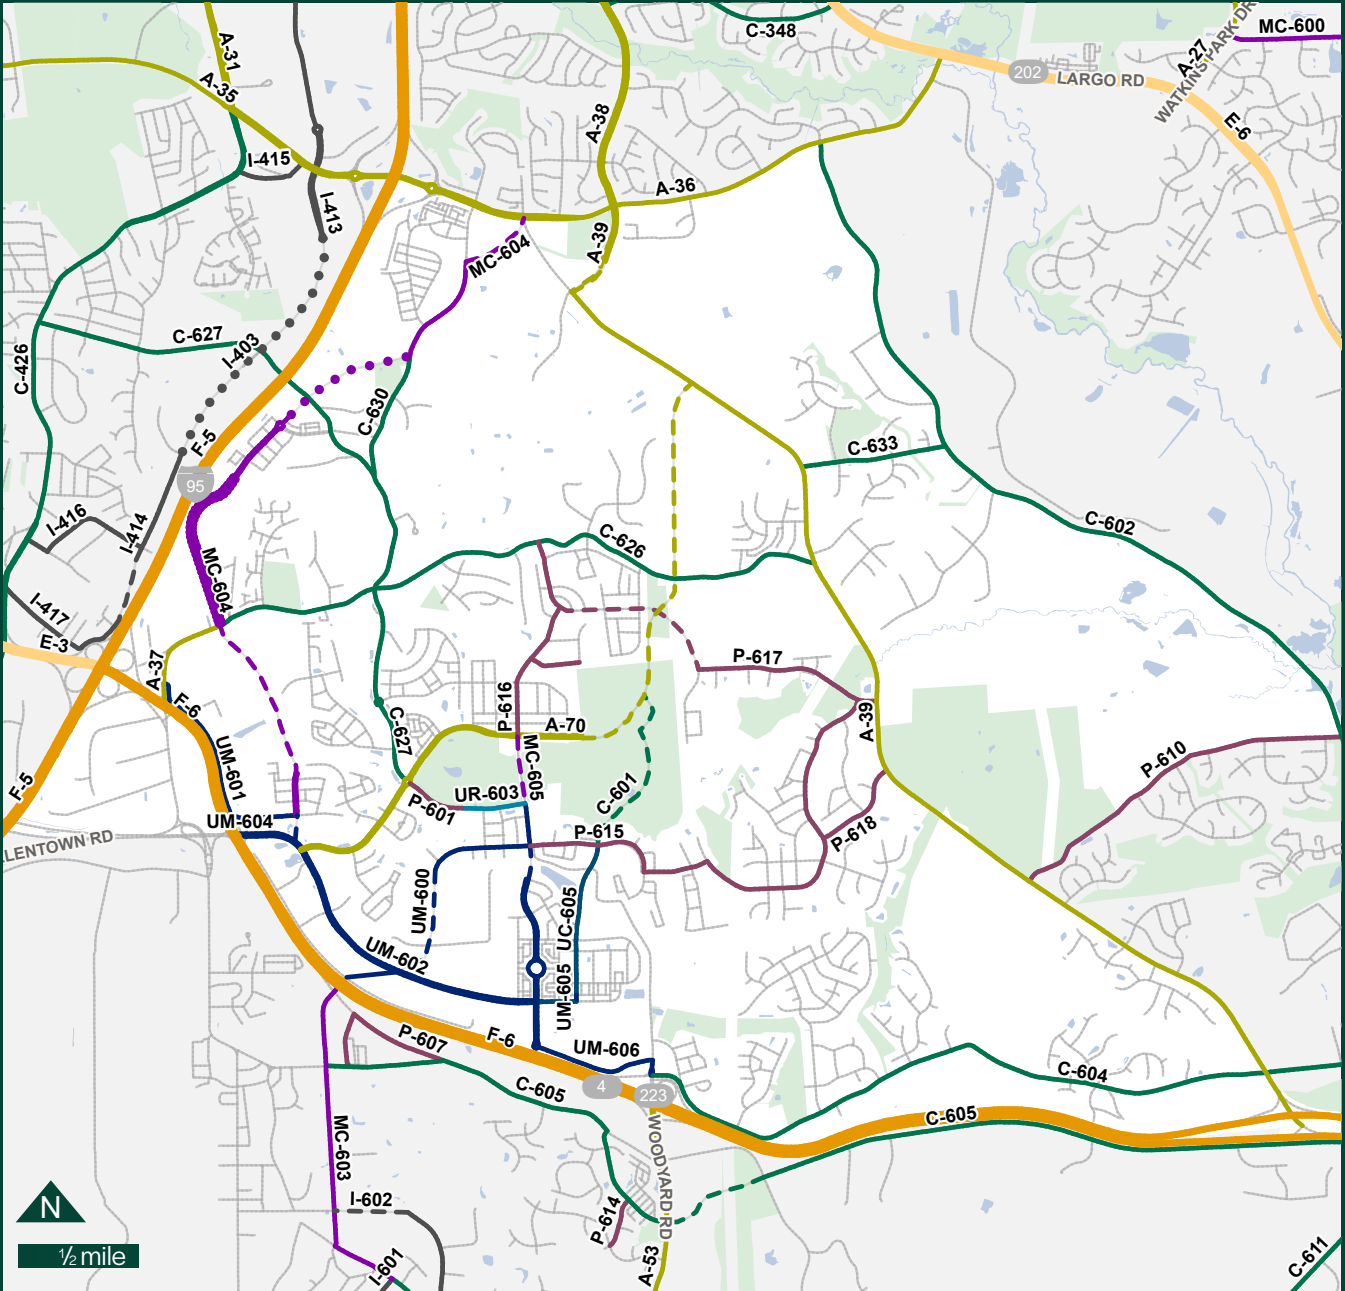 C-348
MC-600
A-31
A-27
WATKINS PARK DR
202
LARGO RD
A-35
A-38
E-6
I-415
A-36
I-413
A-39
MC-604
C-627
I-403
C-426
C-630
F-5
C-633
95
I-416
I-414
C-626
C-602
MC-604
I-417
E-3
A-37
P-617
F-6
P-616
A-70
A-39
C-627
UM-601
MC-605
P-610
F-5
UR-603
C-601
P-601
UM-604
P-615
P-618
LLENTOWN RD
UM-600
UC-605
UM-602
UM-605
F-6
P-607
UM-606
C-604
C-605
4
223
C-605
MC-603
WOODYARD RD
N
I-602
P-614
½ mile
I-601
A-53
C-611